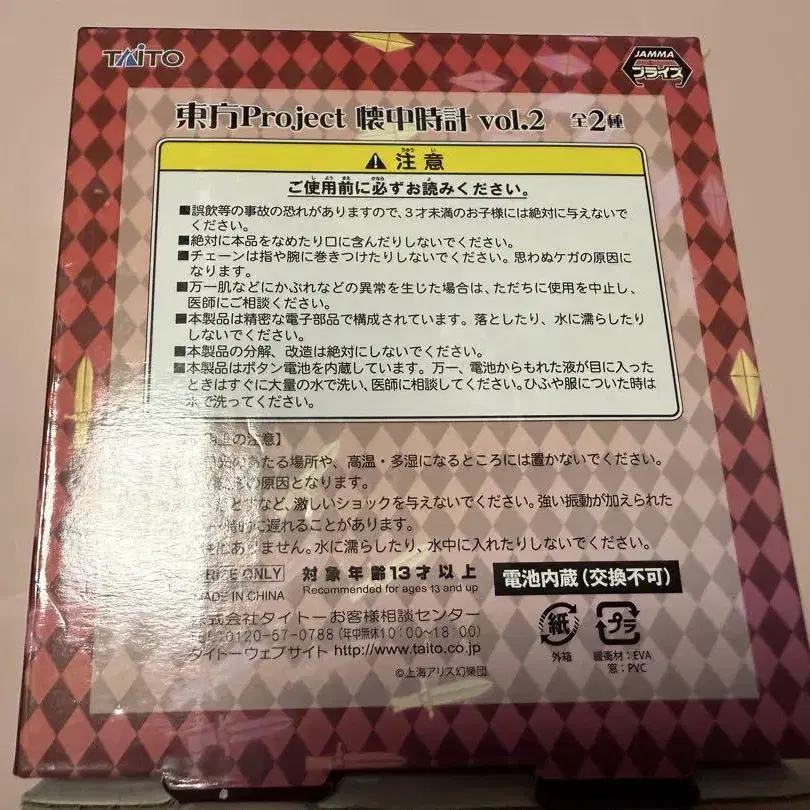 TAITO
JAMMA
プライズ
東方Project 懐中時計 vol.2 全2種
注意
ご使用前に必ずお読みください。
■誤飲等の事故の恐れがありますので、3才未満のお子様には絶対に与えないで
ください。
■絶対に本品をなめたり口に含んだりしないでください。
■チェーンは指や腕に巻きつけたりしないでください。思わぬケガの原因に
なります。
■万一肌などにかぶれなどの異常を生じた場合は、ただちに使用を中止し、
医師にご相談ください。
■本製品は精密な電子部品で構成されています。落としたり、水に濡らしたり
しないでください。
■本製品の分解、改造は絶対にしないでください。
■本製品はボタン電池を内蔵しています。万一、電池からもれた液が目に入った
ときはすぐに大量の水で洗い、医師に相談してください。ひふや服についた時は
水で洗ってください。
の注意】
あたる場所や、高温・多湿になるところには置かないでください。
の原因となります。
など、激しいショックを与えないでください。強い振動が加えられた
に遅れることがあります。
ありません。水に濡らしたり、水中に入れたりしないでください。
ONLY 対象年齢13才以上 電池内蔵(交換不可)
MADE IN CHINA Recommended for ages 13 and up
株式会社タイトーお客様相談センター
TEL:0120-57-0788(年中無休10:00~18:00)
タイトーウェブサイト http://www.taito.co.jp
紙
外箱
プラ
緩衝材:EVA
窓:PVC
©上海アリス幻樂団